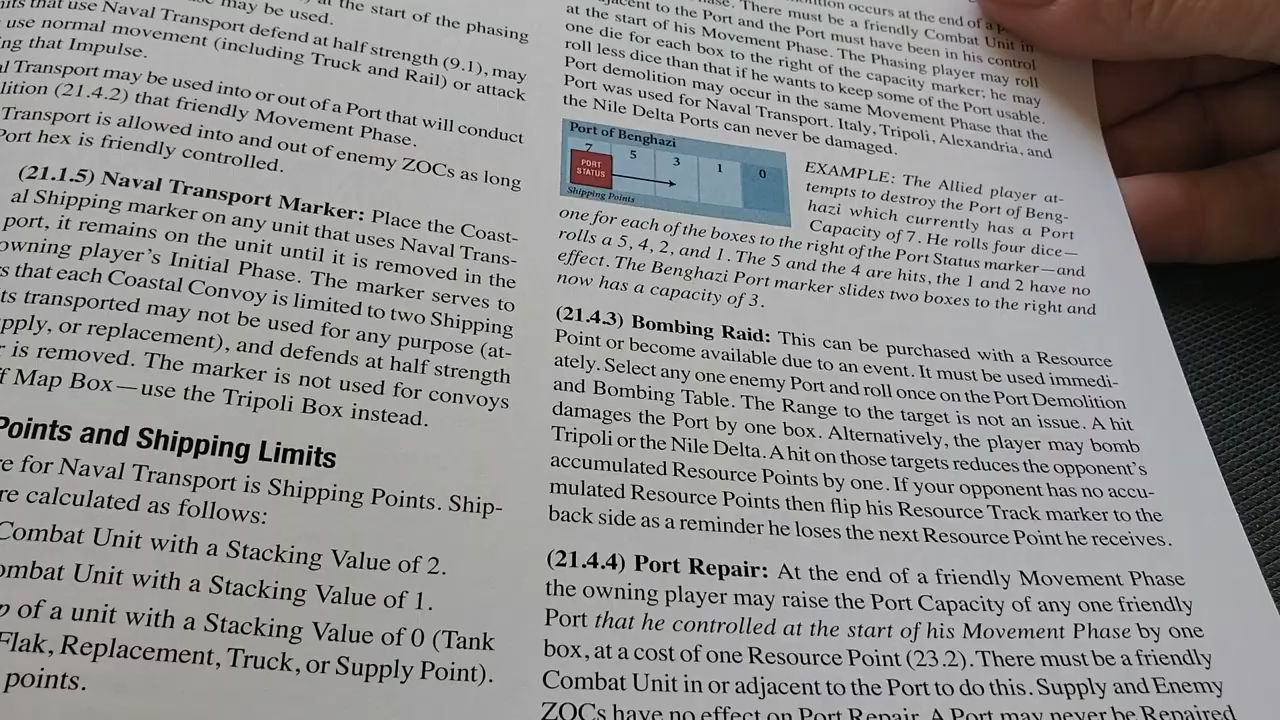 at the start of the phasing
may be used.
that use Naval Transport defend at half strength (9.1), may
use normal movement (including Truck and Rail) or attack
ing that Impulse.
Transport may be used into or out of a Port that will conduct
lition (21.4.2) that friendly Movement Phase.
Transport is allowed into and out of enemy ZOCs as long
Port hex is friendly controlled.
(21.1.5) Naval Transport Marker: Place the Coast-
al Shipping marker on any unit that uses Naval Trans-
port, it remains on the unit until it is removed in the
owning player's Initial Phase. The marker serves to
s that each Coastal Convoy is limited to two Shipping
ts transported may not be used for any purpose (at-
pply, or replacement), and defends at half strength
r is removed. The marker is not used for convoys
f Map Box—use the Tripoli Box instead.
Points and Shipping Limits
re for Naval Transport is Shipping Points. Ship-
re calculated as follows:
Combat Unit with a Stacking Value of 2.
ombat Unit with a Stacking Value of 1.
p of a unit with a Stacking Value of 0 (Tank
Flak, Replacement, Truck, or Supply Point).
points.
occurs at the end of a
There must be a friendly Combat Unit in
adjacent to the Port and the Port must have been in his control
at the start of his Movement Phase. The Phasing player may roll
one die for each box to the right of the capacity marker; he may
roll less dice than that if he wants to keep some of the Port usable.
Port demolition may occur in the same Movement Phase that the
Port was used for Naval Transport. Italy, Tripoli, Alexandria, and
the Nile Delta Ports can never be damaged.
Port of Benghazi
7 5 3 1 0
PORT
STATUS
Shipping Points
EXAMPLE: The Allied player at-
tempts to destroy the Port of Beng-
hazi which currently has a Port
Capacity of 7. He rolls four dice—
one for each of the boxes to the right of the Port Status marker—and
rolls a 5, 4, 2, and 1. The 5 and the 4 are hits, the 1 and 2 have no
effect. The Benghazi Port marker slides two boxes to the right and
now has a capacity of 3.
(21.4.3) Bombing Raid: This can be purchased with a Resource
Point or become available due to an event. It must be used immedi-
ately. Select any one enemy Port and roll once on the Port Demolition
and Bombing Table. The Range to the target is not an issue. A hit
damages the Port by one box. Alternatively, the player may bomb
Tripoli or the Nile Delta. A hit on those targets reduces the opponent's
accumulated Resource Points by one. If your opponent has no accu-
mulated Resource Points then flip his Resource Track marker to the
back side as a reminder he loses the next Resource Point he receives.
(21.4.4) Port Repair: At the end of a friendly Movement Phase
the owning player may raise the Port Capacity of any one friendly
Port that he controlled at the start of his Movement Phase by one
box, at a cost of one Resource Point (23.2). There must be a friendly
Combat Unit in or adjacent to the Port to do this. Supply and Enemy
ZOCs have no effect on Port Repair. A Port may never be Repaired